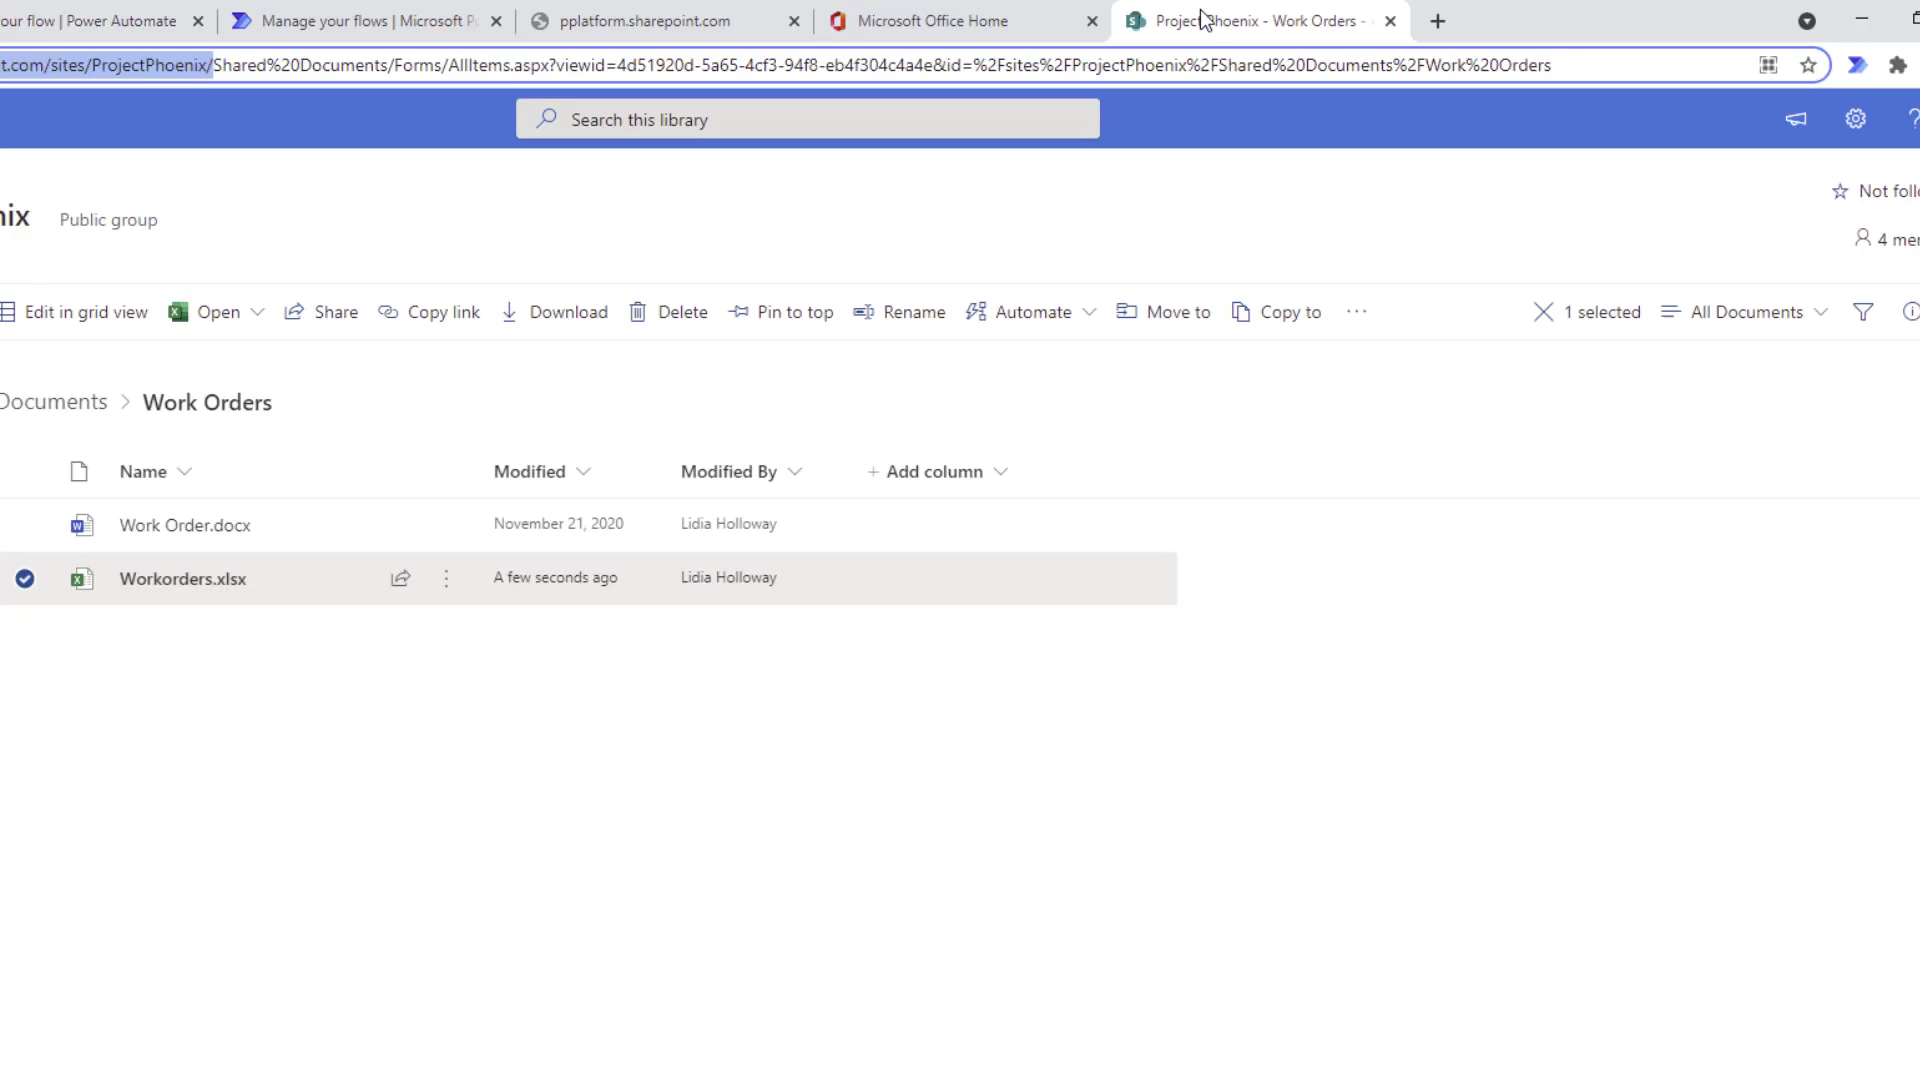 our flow | Power Automate
Manage your flows | Microsoft Po
pplatform.sharepoint.com
Microsoft Office Home
Project Phoenix - Work Orders -
t.com/sites/ProjectPhoenix/Shared%20Documents/Forms/AllItems.aspx?viewid=4d51920d-5a65-4cf3-94f8-eb4f304c4a4e&id=%2Fsites%2FProjectPhoenix%2FShared%20Documents%2FWork%20Orders
Search this library
?
Not foll
nix
Public group
4 mer
Edit in grid view
Open
Share
Copy link
Download
Delete
Pin to top
Rename
Automate
Move to
Copy to
1 selected
All Documents
Documents > Work Orders
Name
Modified
Modified By
+ Add column
Work Order.docx
November 21, 2020
Lidia Holloway
Workorders.xlsx
A few seconds ago
Lidia Holloway